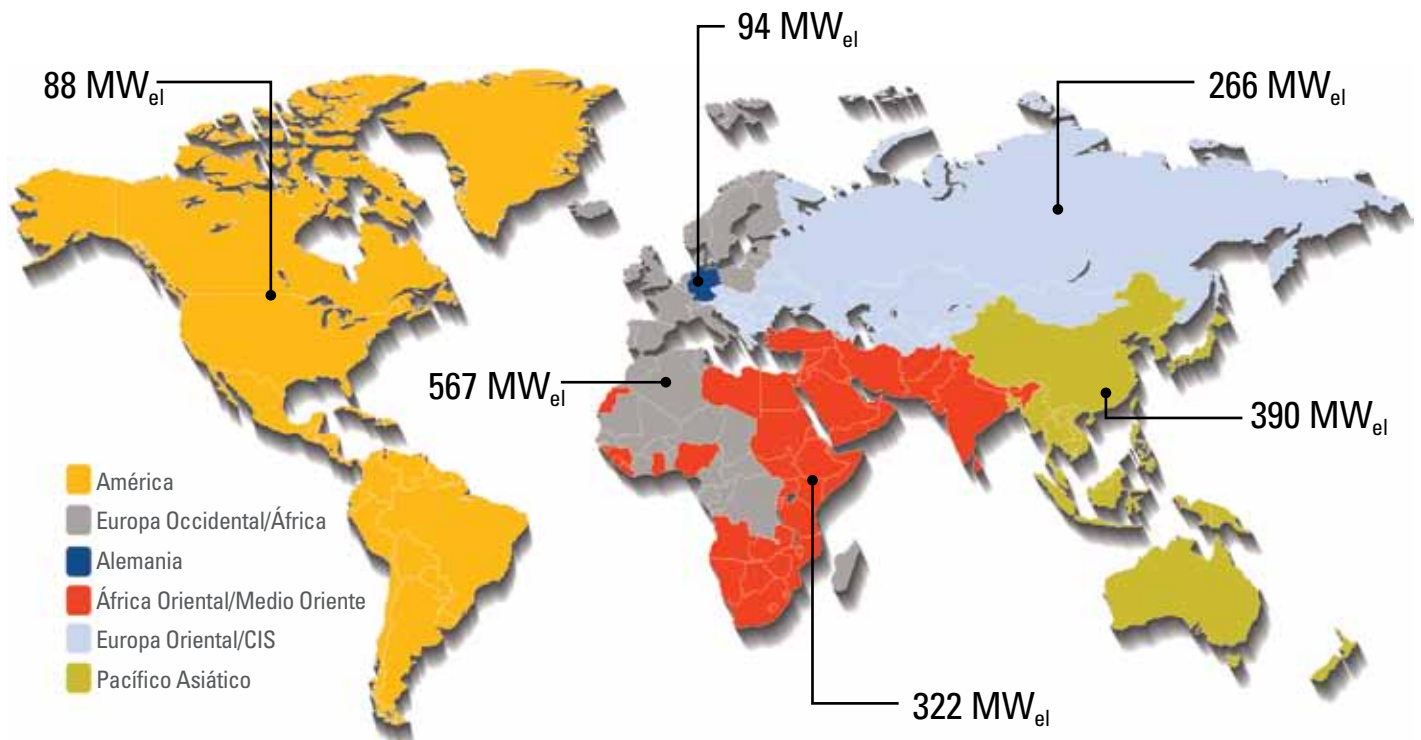 94 MWel
88 MWel
266 MWel
567 MWel
390 MWel
América
Europa Occidental/África
Alemania
África Oriental/Medio Oriente
Europa Oriental/CIS
Pacífico Asiático
322 MWel